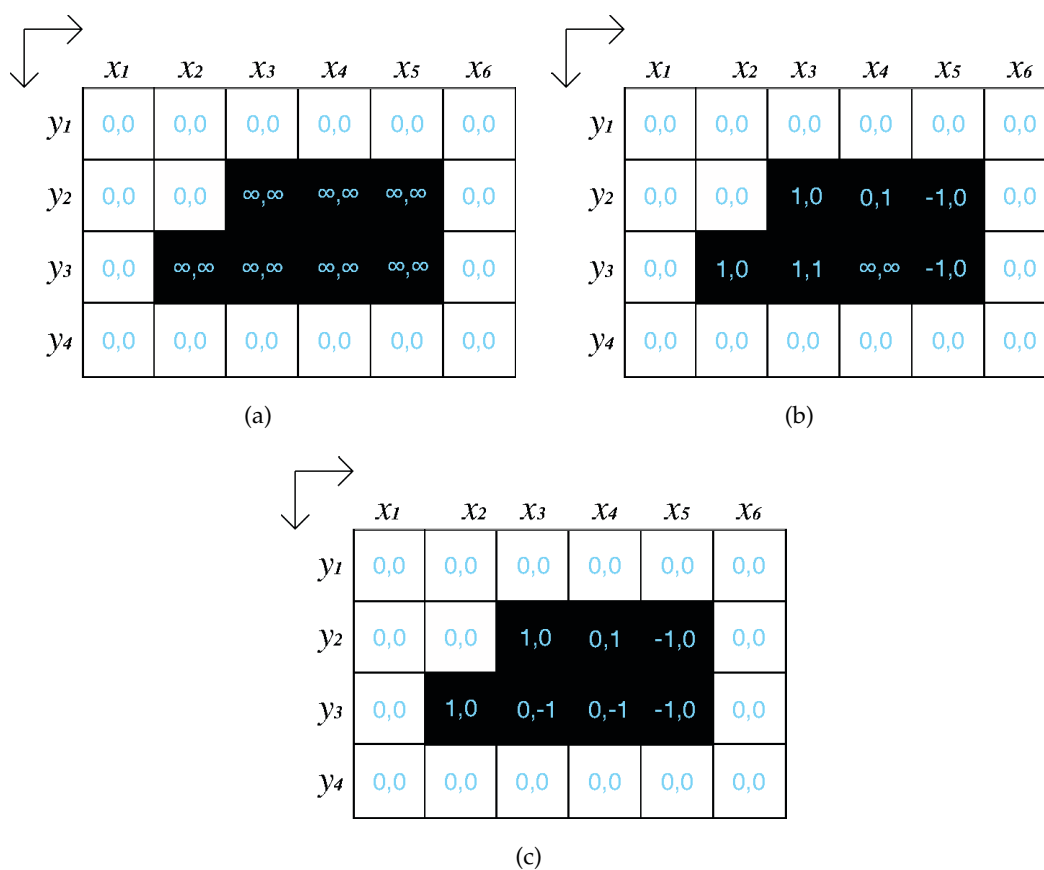 x1 x2 x3 x4 x5 x6
y1 0,0 0,0 0,0 0,0 0,0 0,0
y2 0,0 0,0 ∞,∞ ∞,∞ ∞,∞ 0,0
y3 0,0 ∞,∞ ∞,∞ ∞,∞ ∞,∞ 0,0
y4 0,0 0,0 0,0 0,0 0,0 0,0
(a)
x1 x2 x3 x4 x5 x6
y1 0,0 0,0 0,0 0,0 0,0 0,0
y2 0,0 0,0 1,0 0,1 -1,0 0,0
y3 0,0 1,0 1,1 ∞,∞ -1,0 0,0
y4 0,0 0,0 0,0 0,0 0,0 0,0
(b)
x1 x2 x3 x4 x5 x6
y1 0,0 0,0 0,0 0,0 0,0 0,0
y2 0,0 0,0 1,0 0,1 -1,0 0,0
y3 0,0 1,0 0,-1 0,-1 -1,0 0,0
y4 0,0 0,0 0,0 0,0 0,0 0,0
(c)